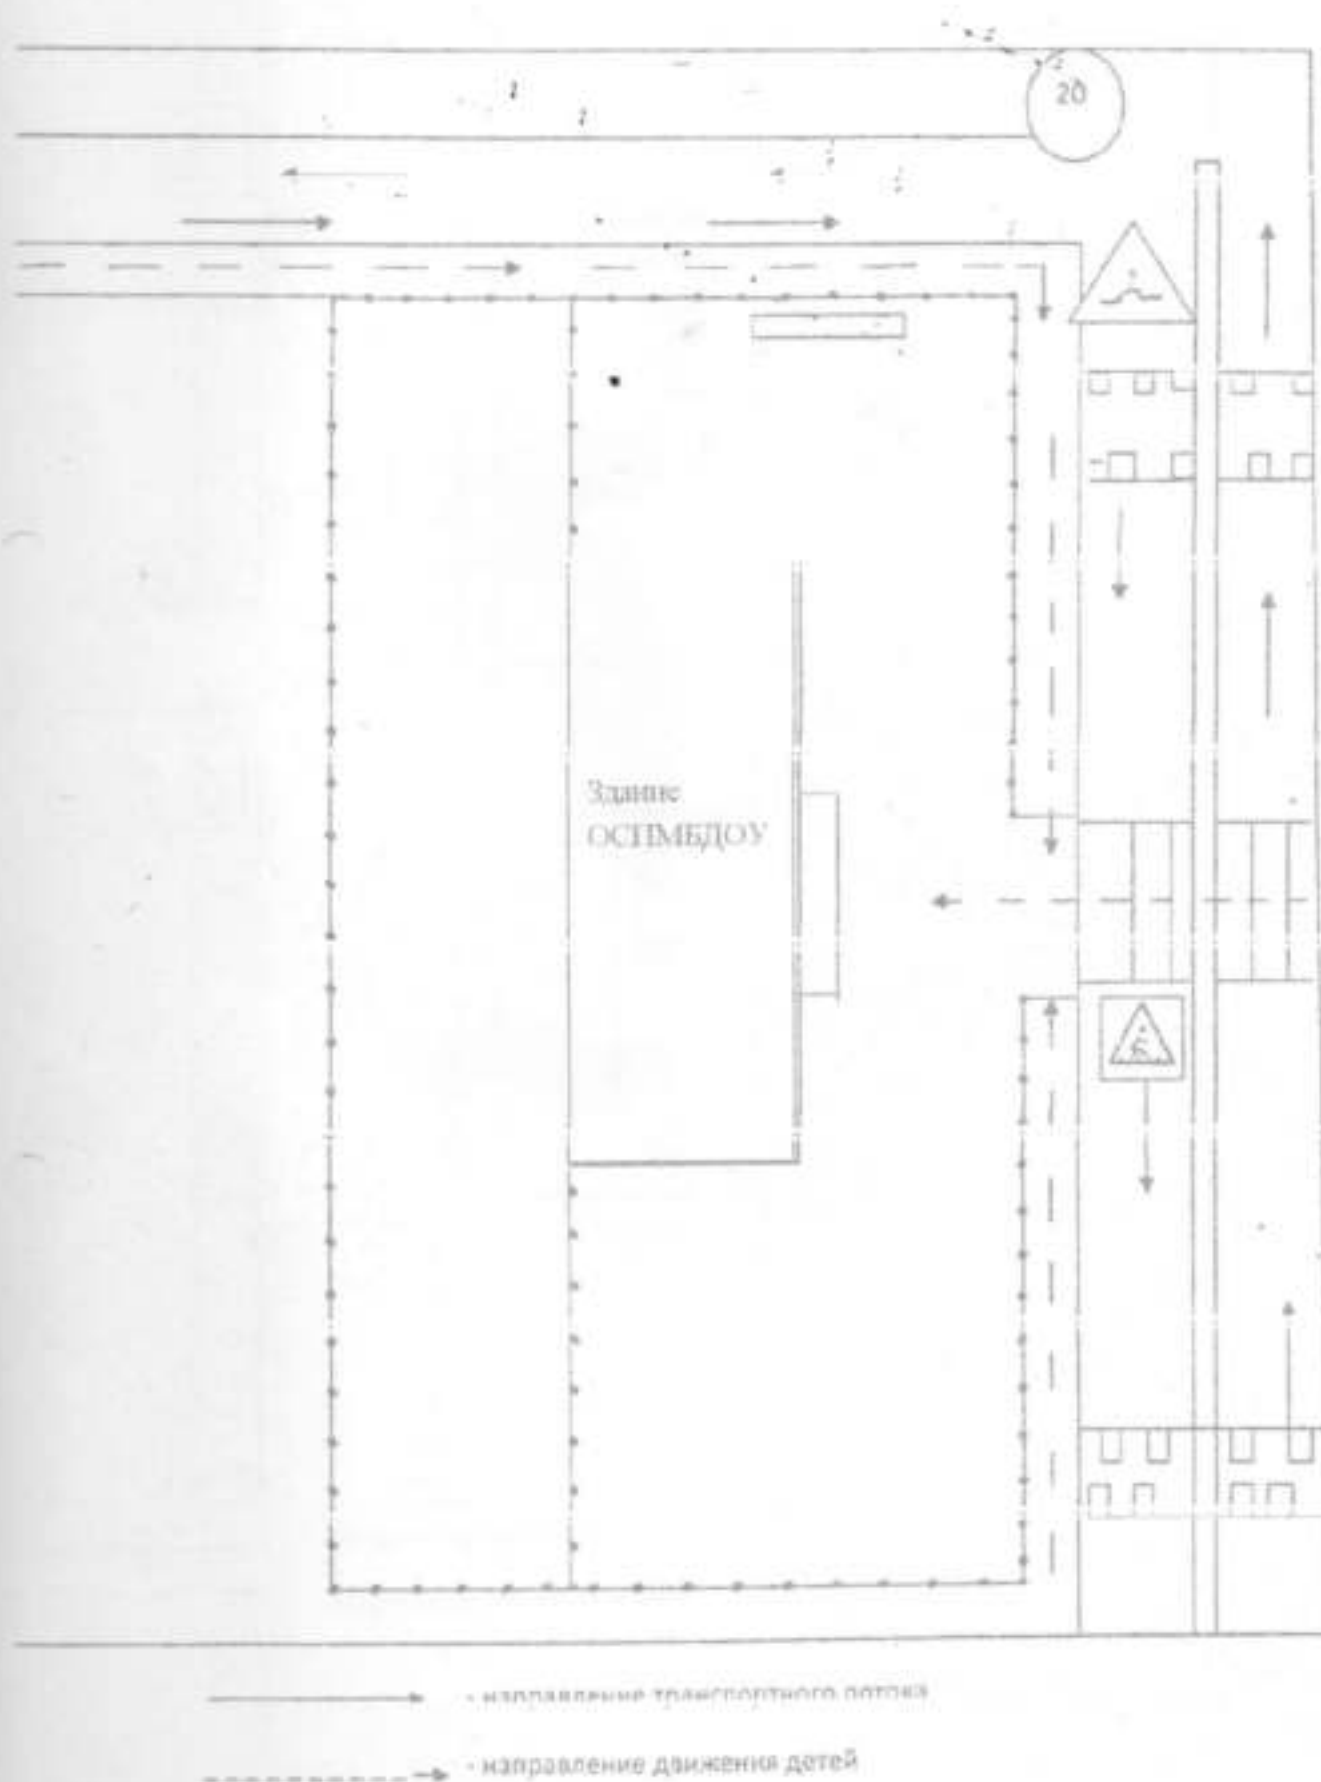 20
Здание
ОСПМБДОУ
- направление транспортного потока
- направление движения детей